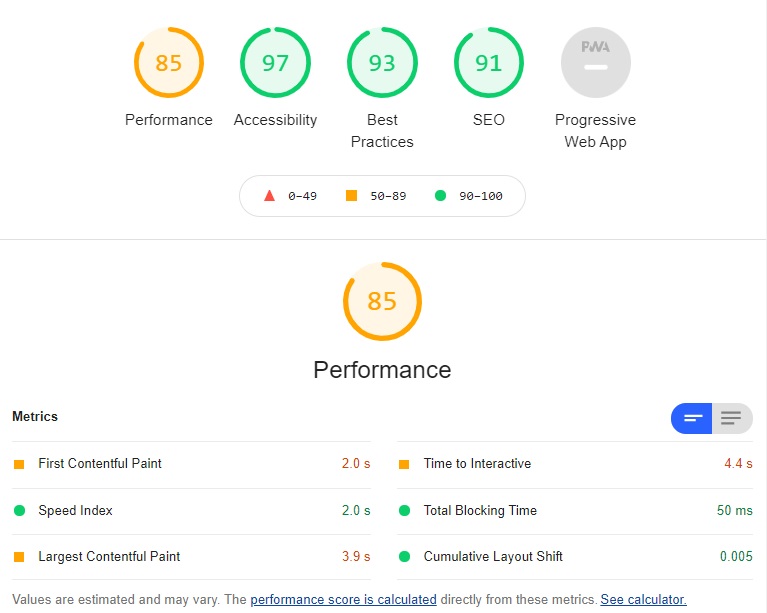 85 97 93 91 PWA
Performance Accessibility Best Practices SEO Progressive Web App
0–49 50–89 90–100
85
Performance
Metrics
First Contentful Paint 2.0 s
Time to Interactive 4.4 s
Speed Index 2.0 s
Total Blocking Time 50 ms
Largest Contentful Paint 3.9 s
Cumulative Layout Shift 0.005
Values are estimated and may vary. The performance score is calculated directly from these metrics. See calculator.